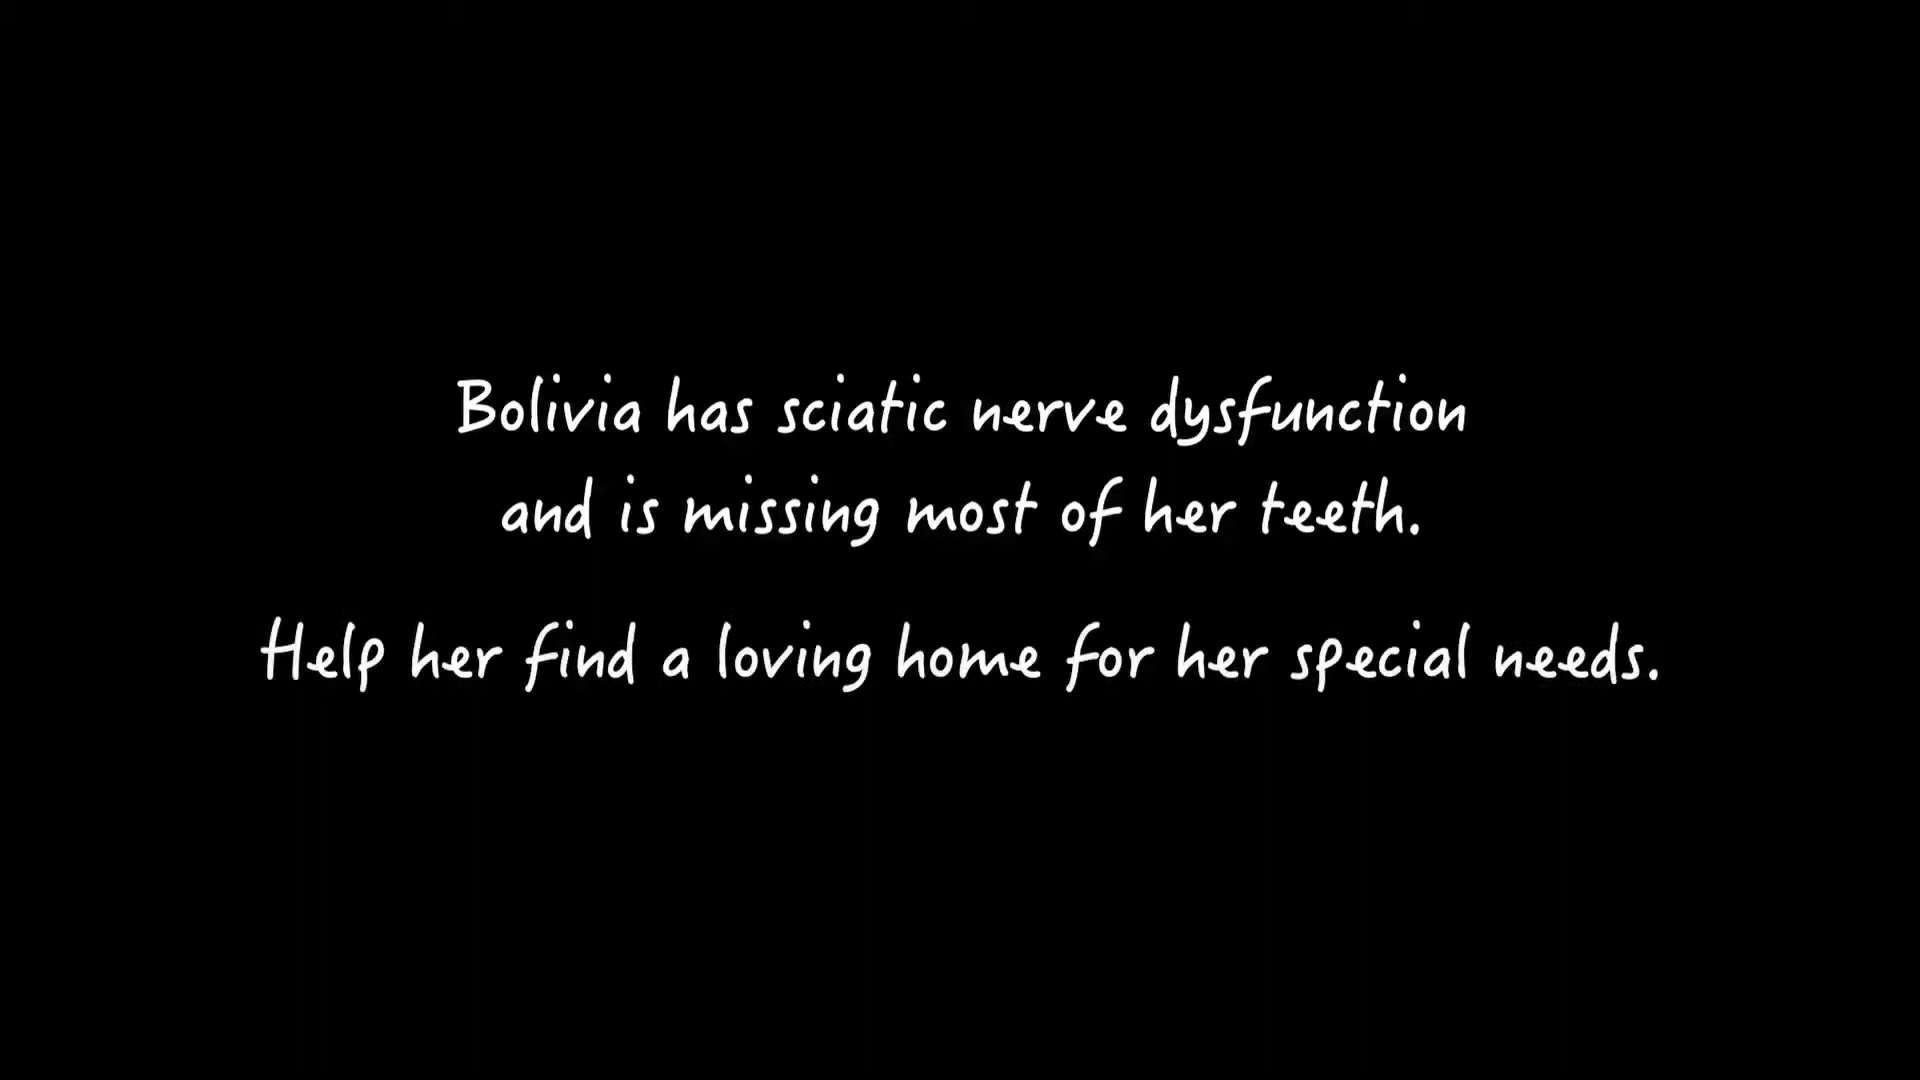 Bolivia has sciatic nerve dysfunction
and is missing most of her teeth.
Help her find a loving home for her special needs.